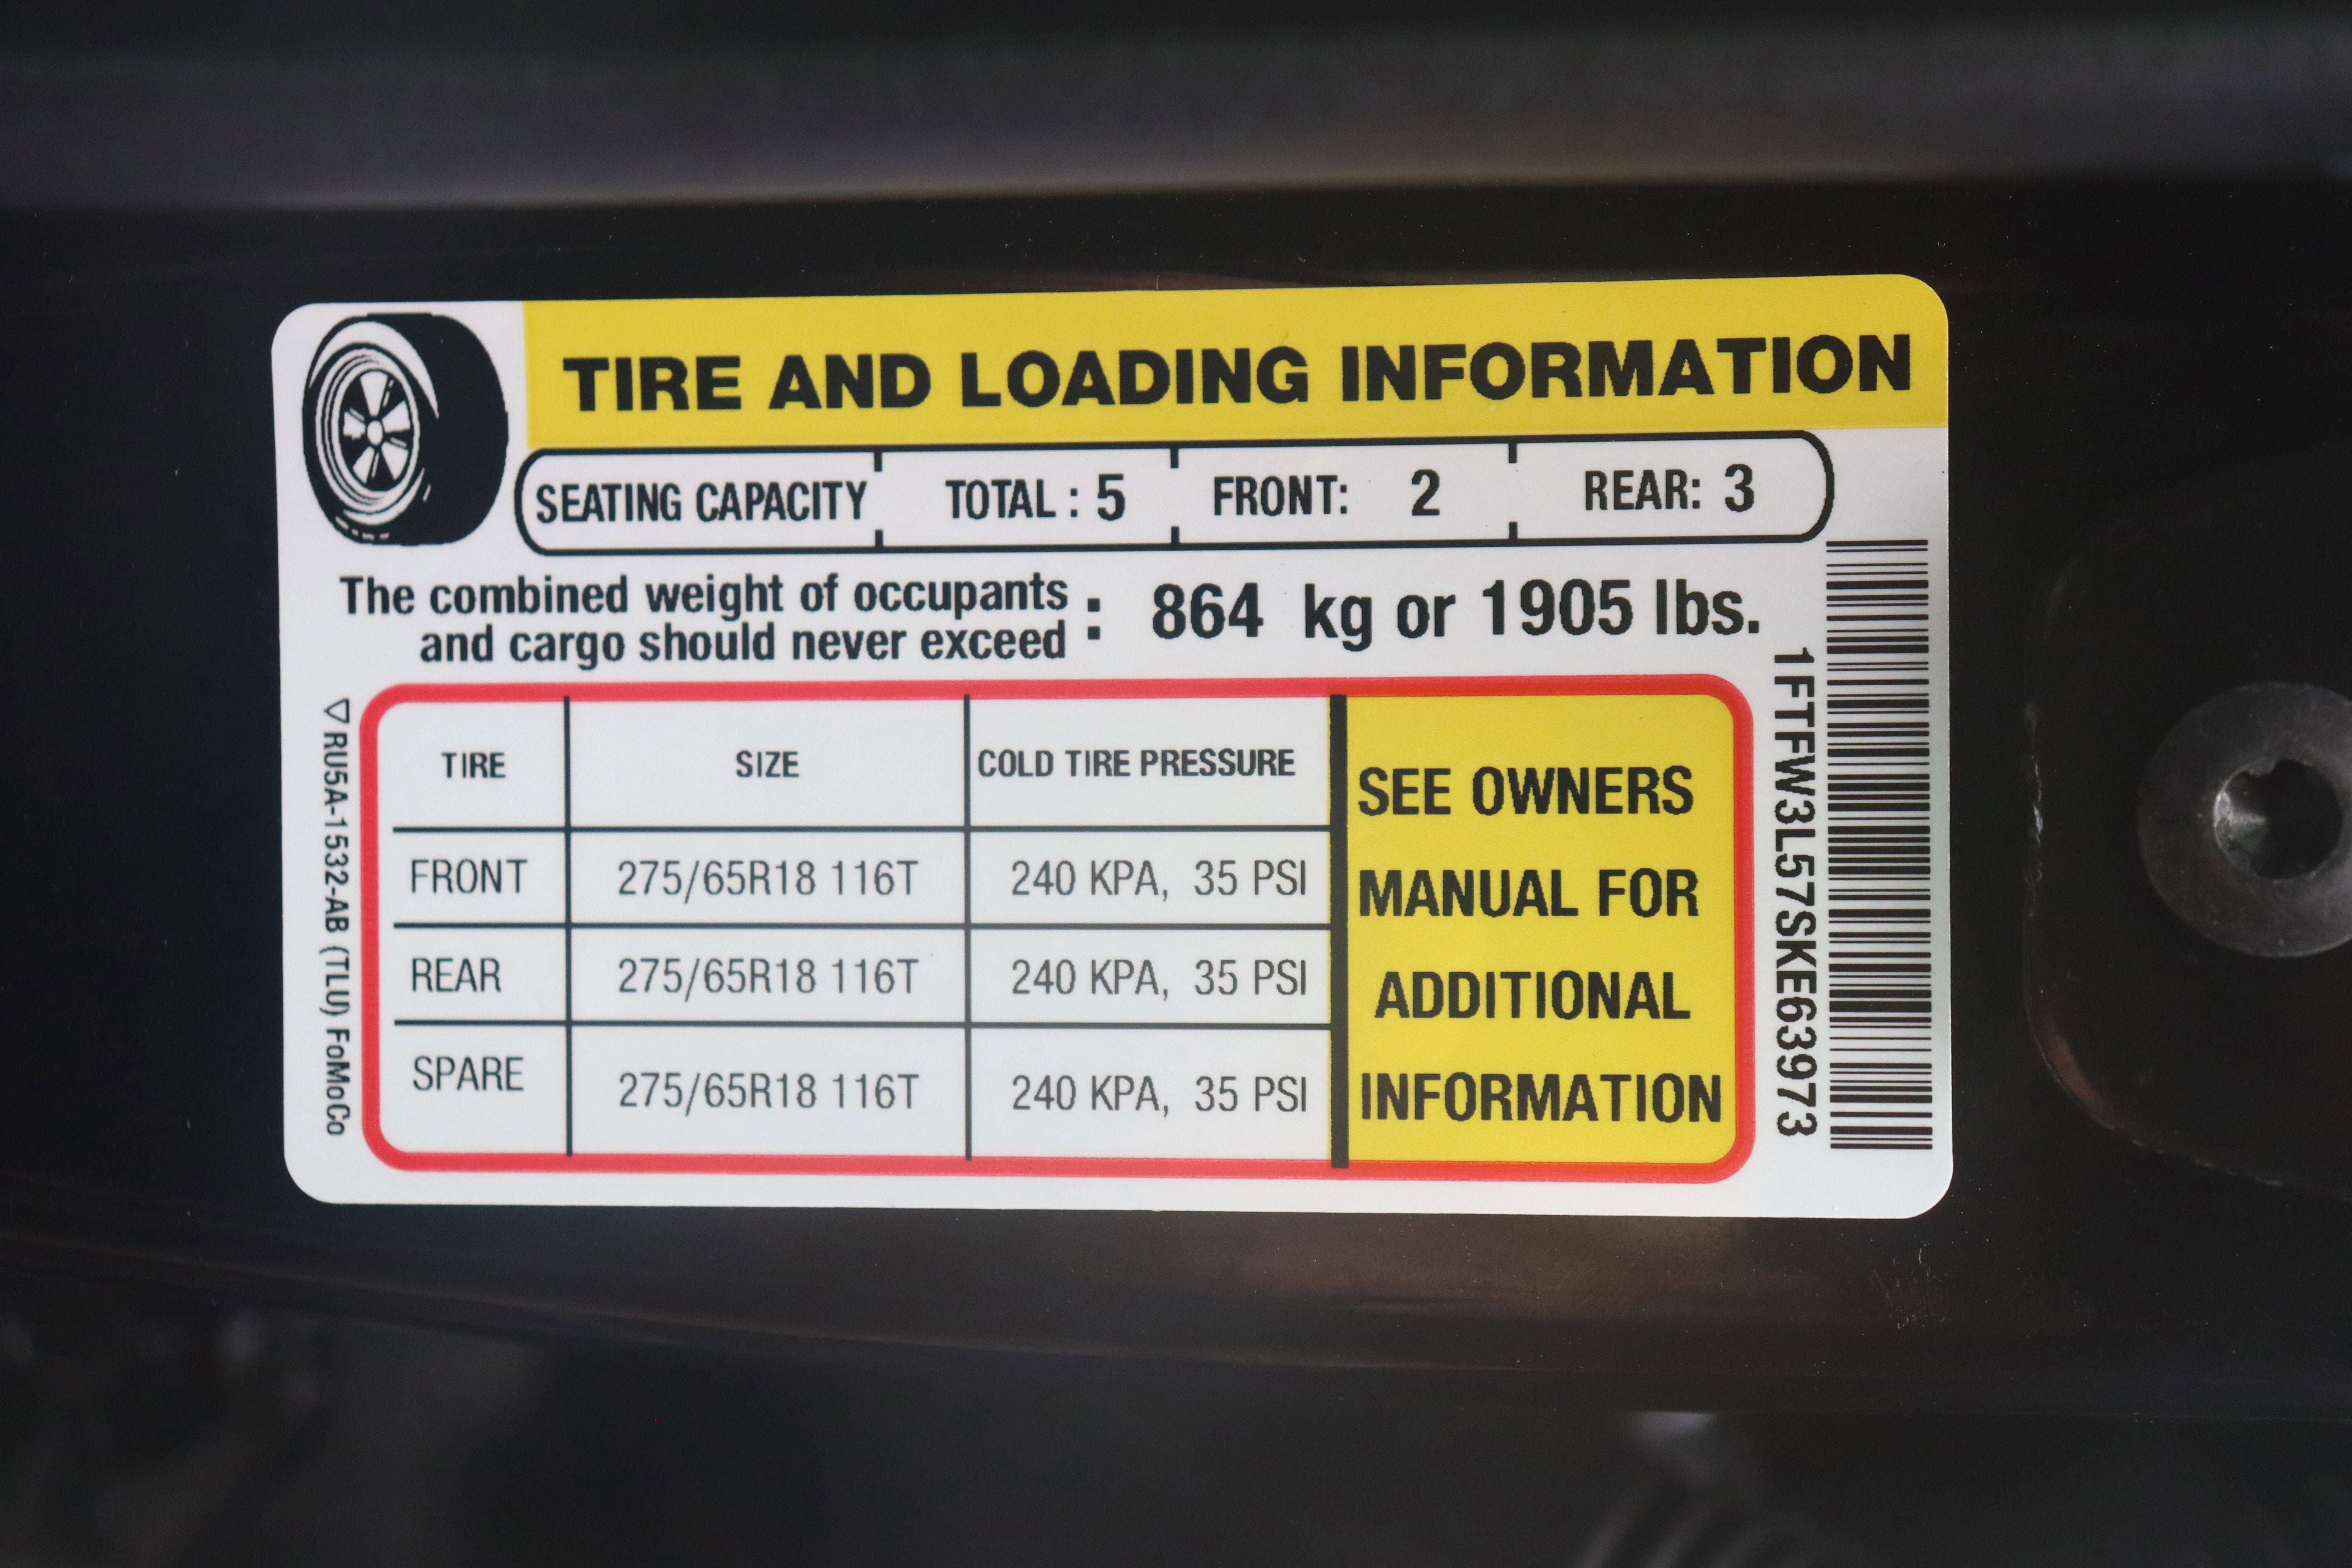 TIRE AND LOADING INFORMATION
SEATING CAPACITY TOTAL : 5 FRONT: 2 REAR: 3
The combined weight of occupants
and cargo should never exceed : 864 kg or 1905 lbs.
TIRE SIZE COLD TIRE PRESSURE
FRONT 275/65R18 116T 240 KPA, 35 PSI
REAR 275/65R18 116T 240 KPA, 35 PSI
SPARE 275/65R18 116T 240 KPA, 35 PSI
SEE OWNERS
MANUAL FOR
ADDITIONAL
INFORMATION
RU5A-1532-AB (TLU) FoMoCo
1FTFW3L57SKE63973